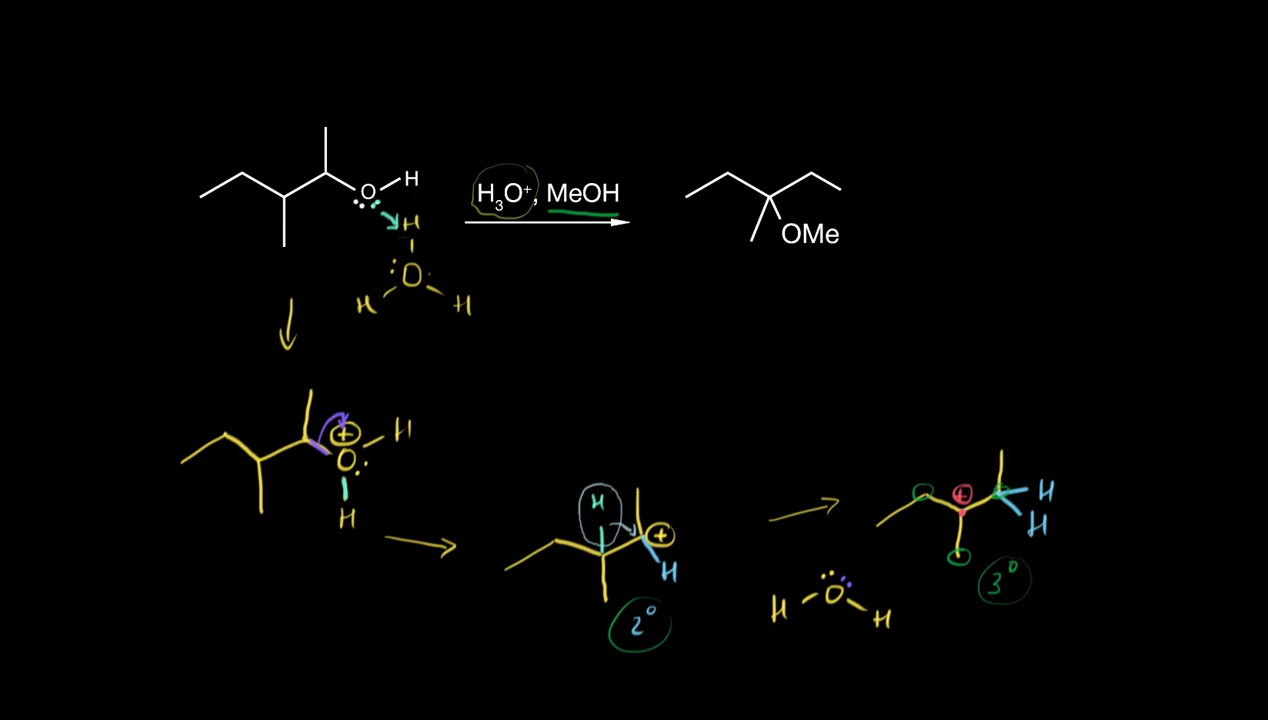 O H
H₃O⁺, MeOH
OMe
H
O
H H
+ H
O
H
H +
H
2°
+ H
H
3°
H O H